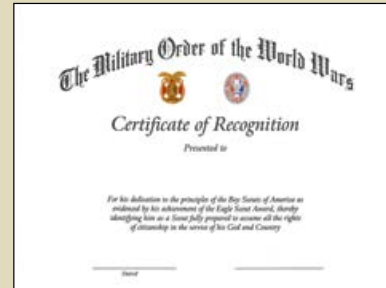 The Military Order of the World Wars
Certificate of Recognition
Presented to
For his dedication to the principles of the Boy Scouts of America as
evidenced by his achievement of the Eagle Scout Award, thereby
identifying him as a Scout fully prepared to assume all the rights
of citizenship in the service of his God and Country